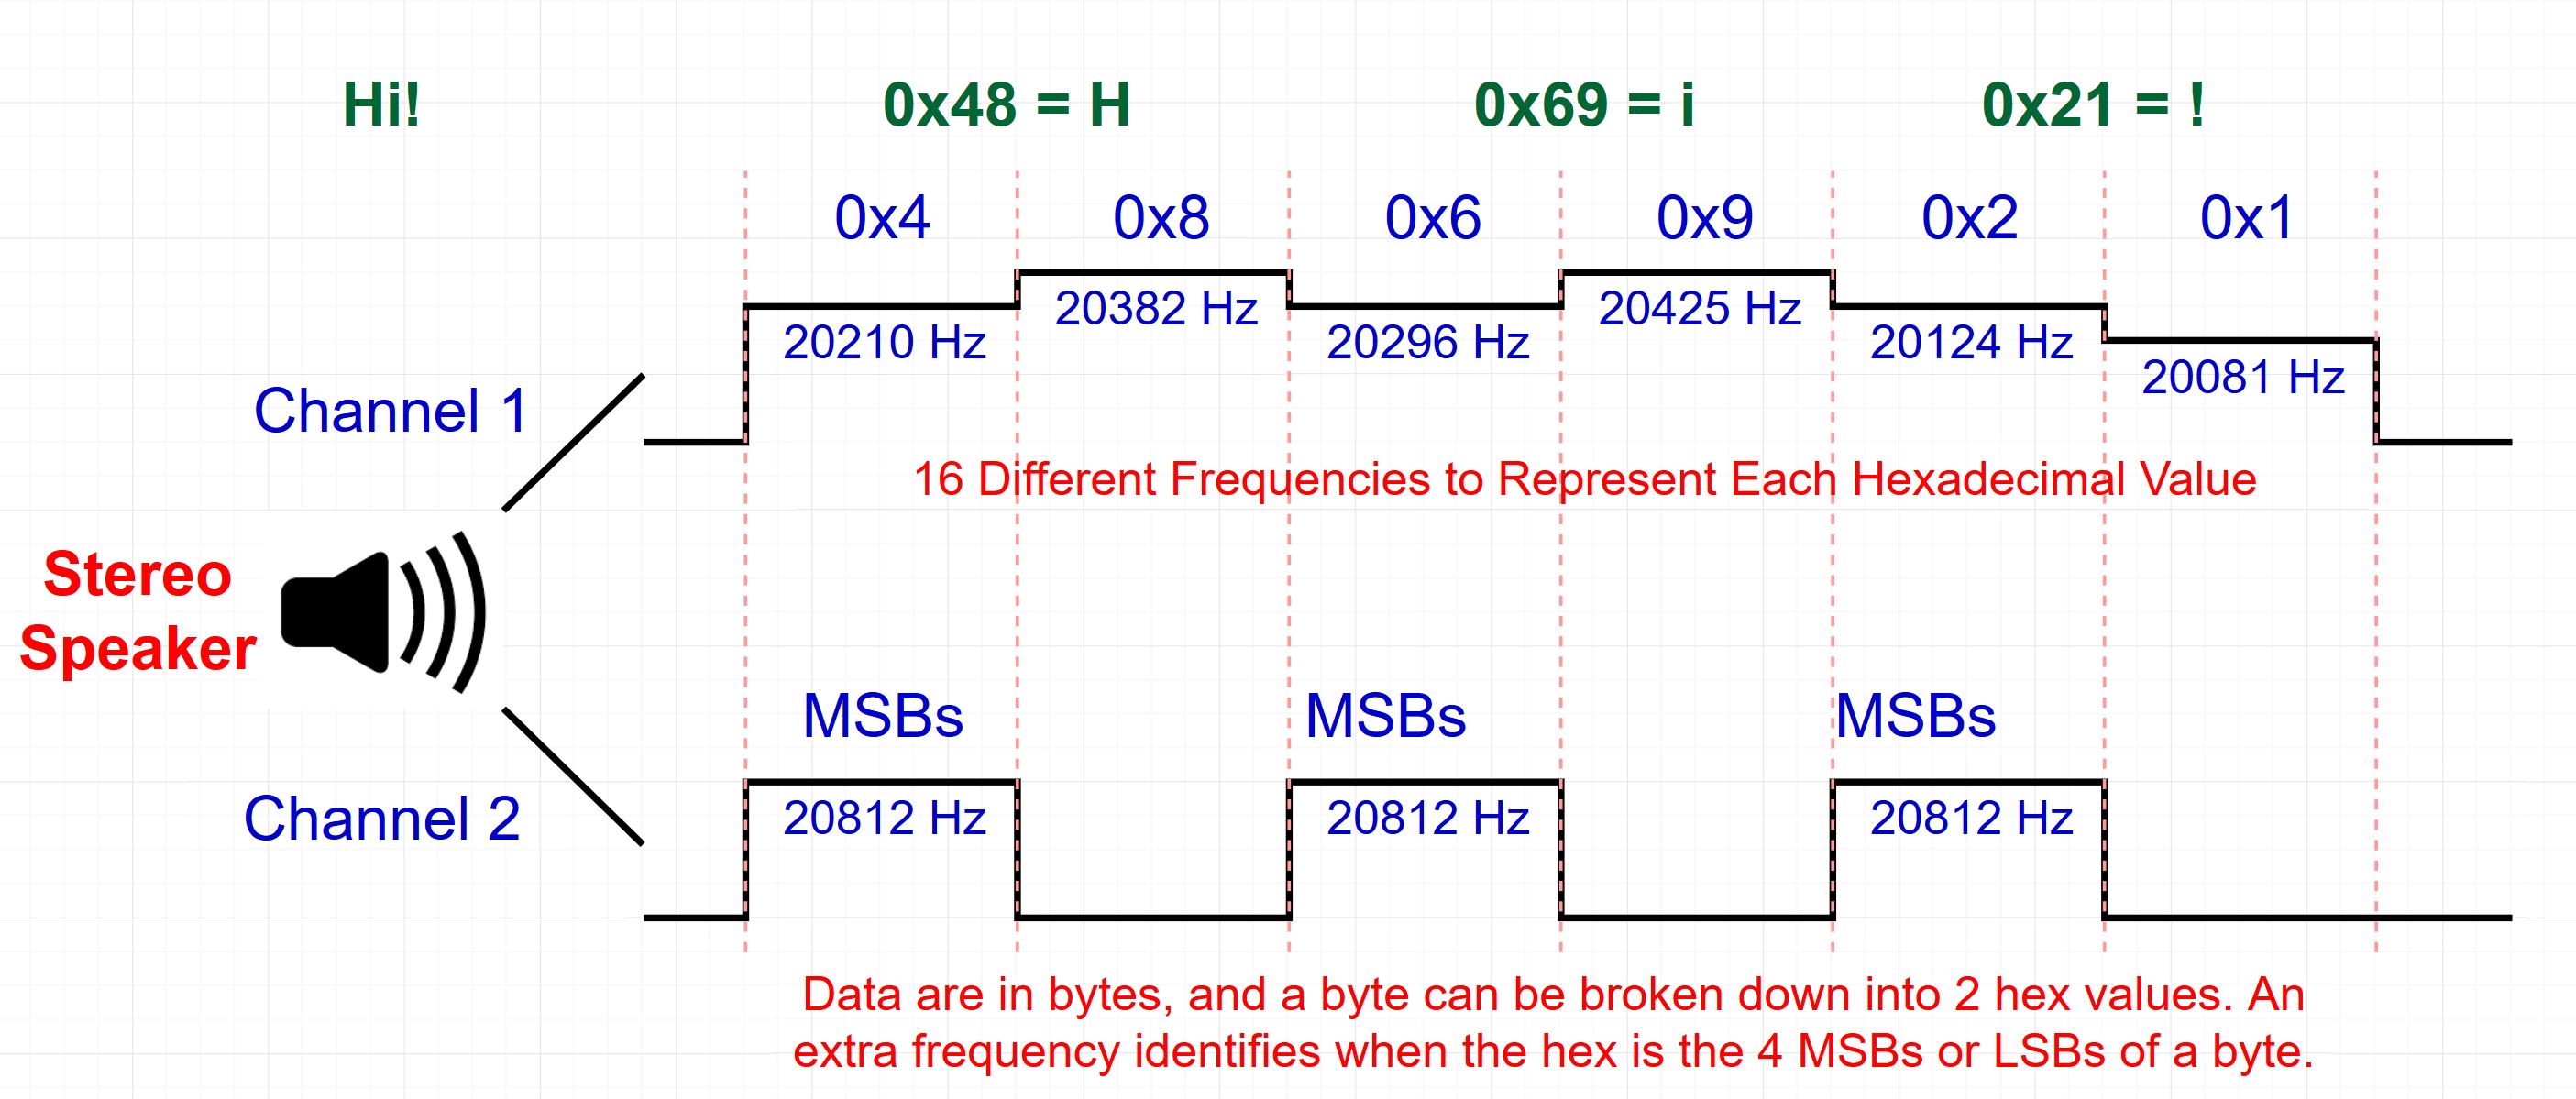 Hi!
0x48 = H
0x69 = i
0x21 = !
0x4
0x8
0x6
0x9
0x2
0x1
20210 Hz
20382 Hz
20296 Hz
20425 Hz
20124 Hz
20081 Hz
Channel 1
16 Different Frequencies to Represent Each Hexadecimal Value
Stereo
Speaker
MSBs
MSBs
MSBs
Channel 2
20812 Hz
20812 Hz
20812 Hz
Data are in bytes, and a byte can be broken down into 2 hex values. An
extra frequency identifies when the hex is the 4 MSBs or LSBs of a byte.